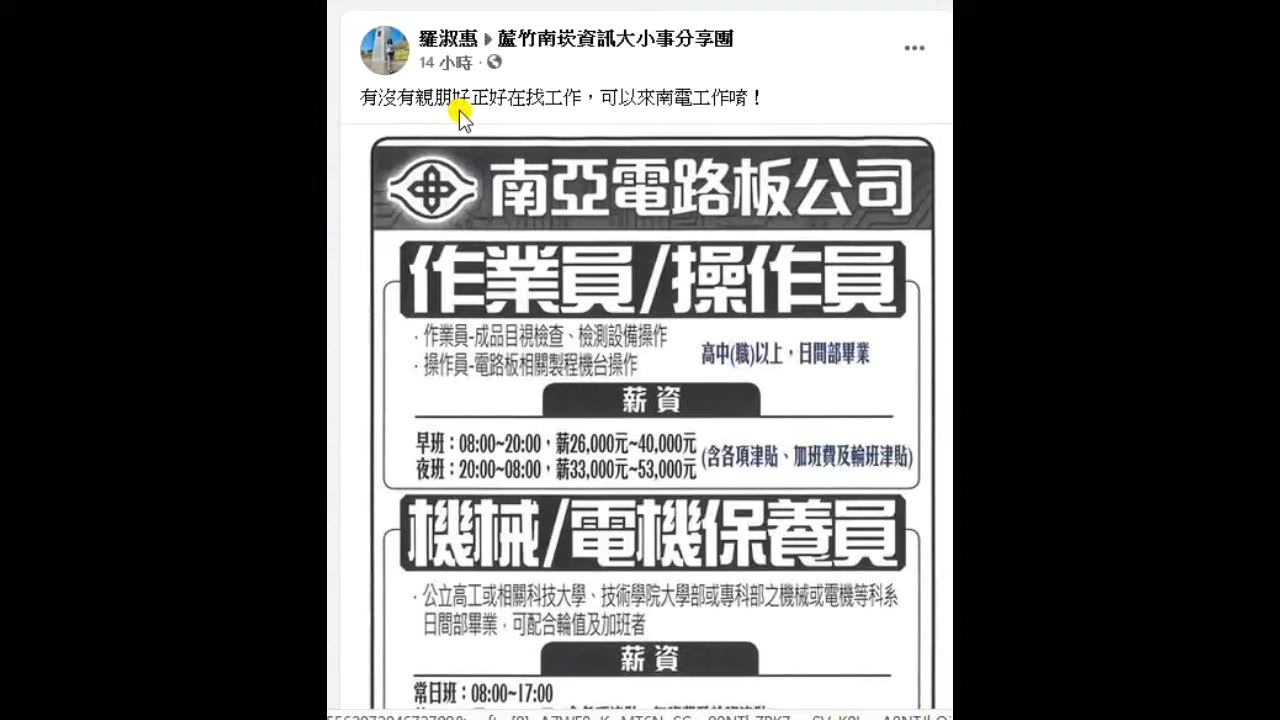 羅淑惠 ▸ 蘆竹南崁資訊大小事分享團
14 小時 ·
有沒有親朋好正好在找工作，可以來南電工作唷！
南亞電路板公司
作業員/操作員
· 作業員-成品目視檢查、檢測設備操作
· 操作員-電路板相關製程機台操作
高中(職)以上，日間部畢業
薪資
早班：08:00~20:00，薪26,000元~40,000元
夜班：20:00~08:00，薪33,000元~53,000元
(含各項津貼、加班費及輪班津貼)
機械/電機保養員
· 公立高工或相關科技大學、技術學院大學部或專科部之機械或電機等科系
日間部畢業，可配合輪值及加班者
薪資
常日班：08:00~17:00